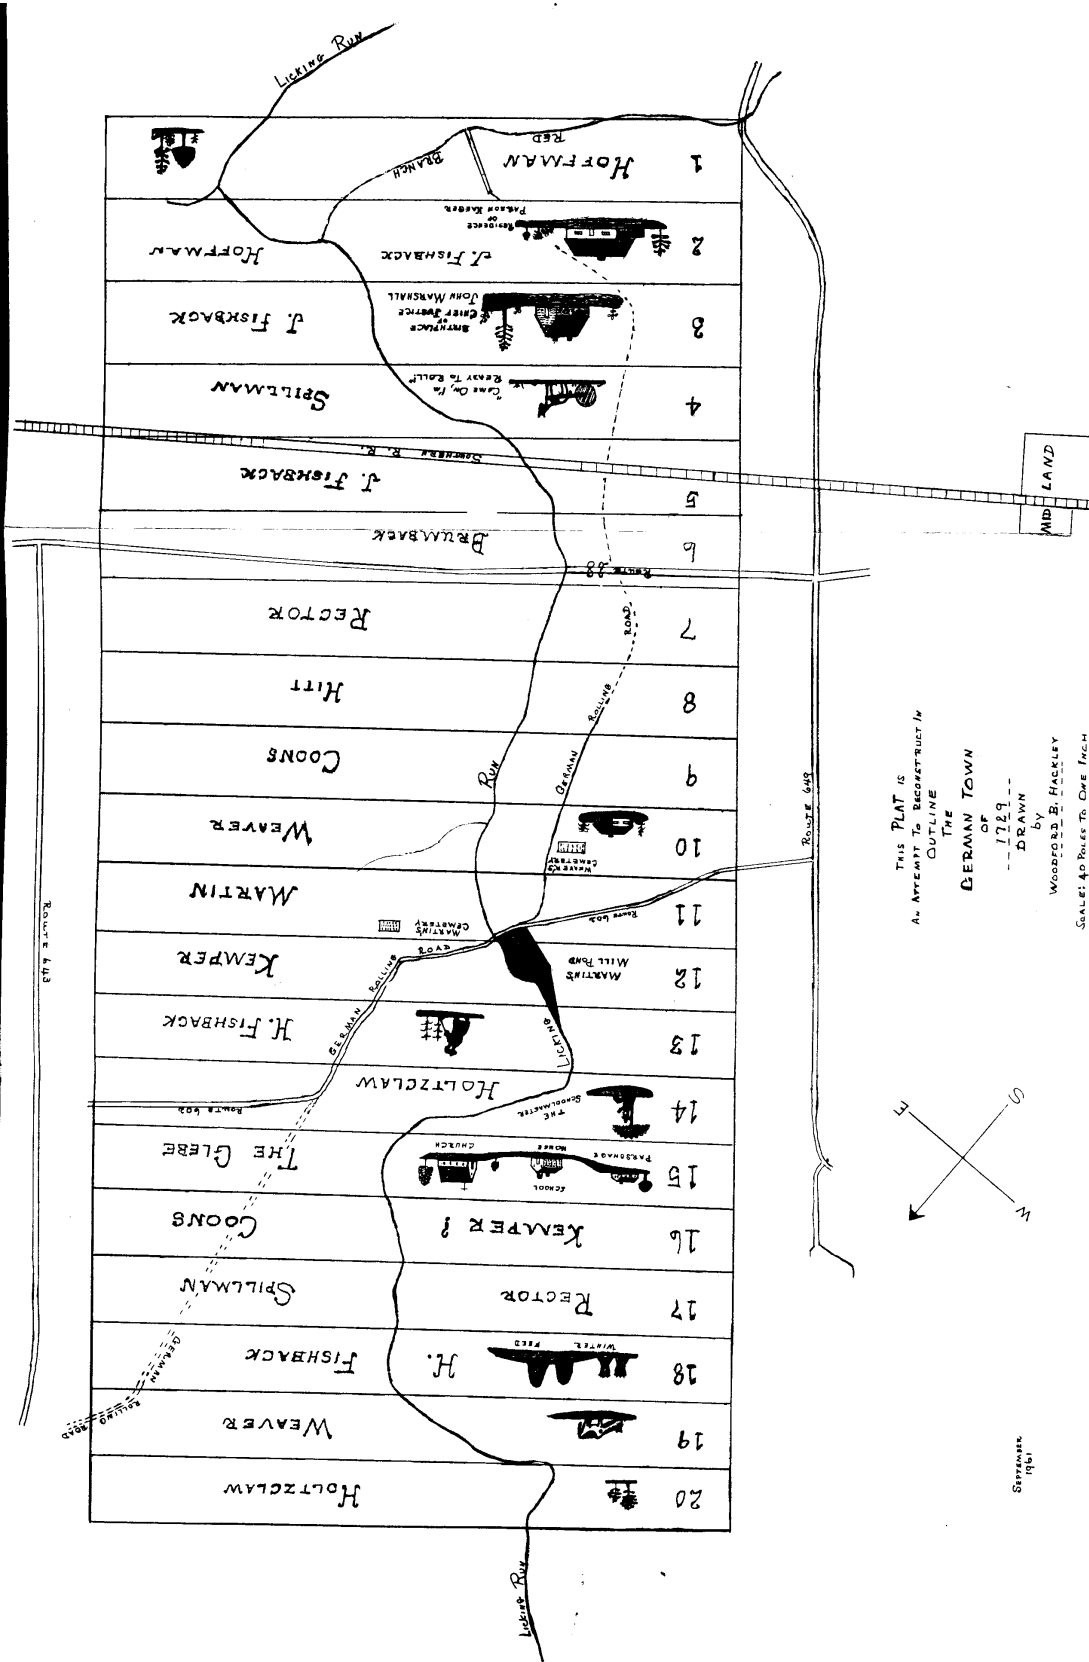 LICKING RUN
1
HOFFMAN
RED
BRANCH
2
J. FISHBACK
HOFFMAN
RESIDENCE
OF
PARSON HAEGER
3
J. FISHBACK
BIRTHPLACE
OF
CHIEF JUSTICE
JOHN MARSHALL
4
SPILLMAN
"COME ON, I'M
READY TO ROLL"
SOUTHERN R. R.
MIDLAND
5
J. FISHBACK
6
BRUMBACK
ROUTE 28
7
RECTOR
ROAD
8
HITT
ROLLING
9
COONS
RUN
GERMAN
10
WEAVER
WEAVER'S
CEMETERY
ROUTE 649
11
MARTIN
MARTIN'S
CEMETERY
ROUTE 602
12
KEMPER
MARTIN'S
MILL POND
GERMAN ROLLING ROAD
13
H. FISHBACK
LICKING
14
HOLTZCLAW
THE
SCHOOLMASTER
ROUTE 602
15
THE GLEBE
PARSONAGE
SCHOOL
HOUSE
CHURCH
16
KEMPER ?
COONS
17
RECTOR
SPILLMAN
18
H. FISHBACK
WINTER FEED
19
WEAVER
GERMAN
ROLLING ROAD
20
HOLTZCLAW
LICKING RUN
ROUTE 643
THIS PLAT IS
AN ATTEMPT TO RECONSTRUCT IN
OUTLINE
THE
GERMAN TOWN
OF
1729
DRAWN
by
WOODFORD B. HACKLEY
SCALE: 40 POLES TO ONE INCH
S
E
W
SEPTEMBER
1961